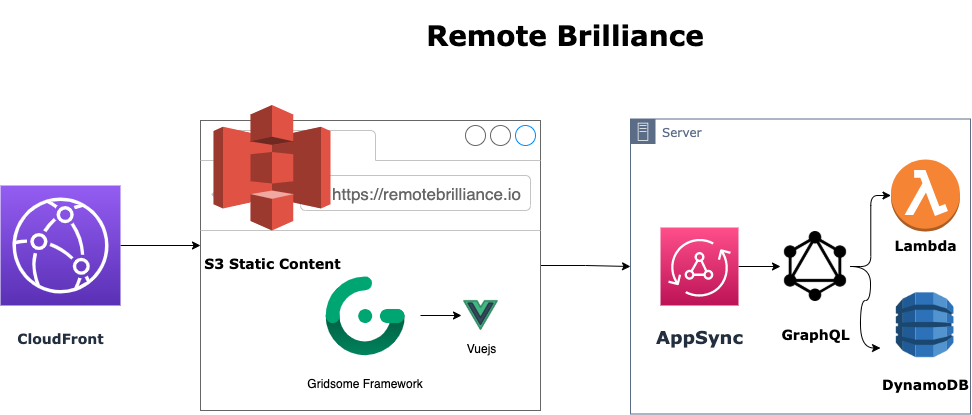 Remote Brilliance
Server
https://remotebrilliance.io
Lambda
S3 Static Content
CloudFront
AppSync
GraphQL
Vuejs
Gridsome Framework
DynamoDB